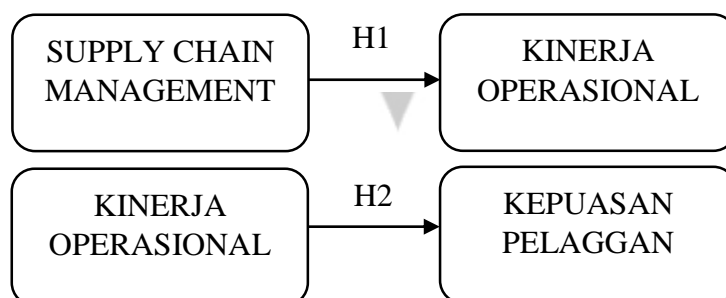 SUPPLY CHAIN
MANAGEMENT
H1
KINERJA
OPERASIONAL
KINERJA
OPERASIONAL
H2
KEPUASAN
PELAGGAN